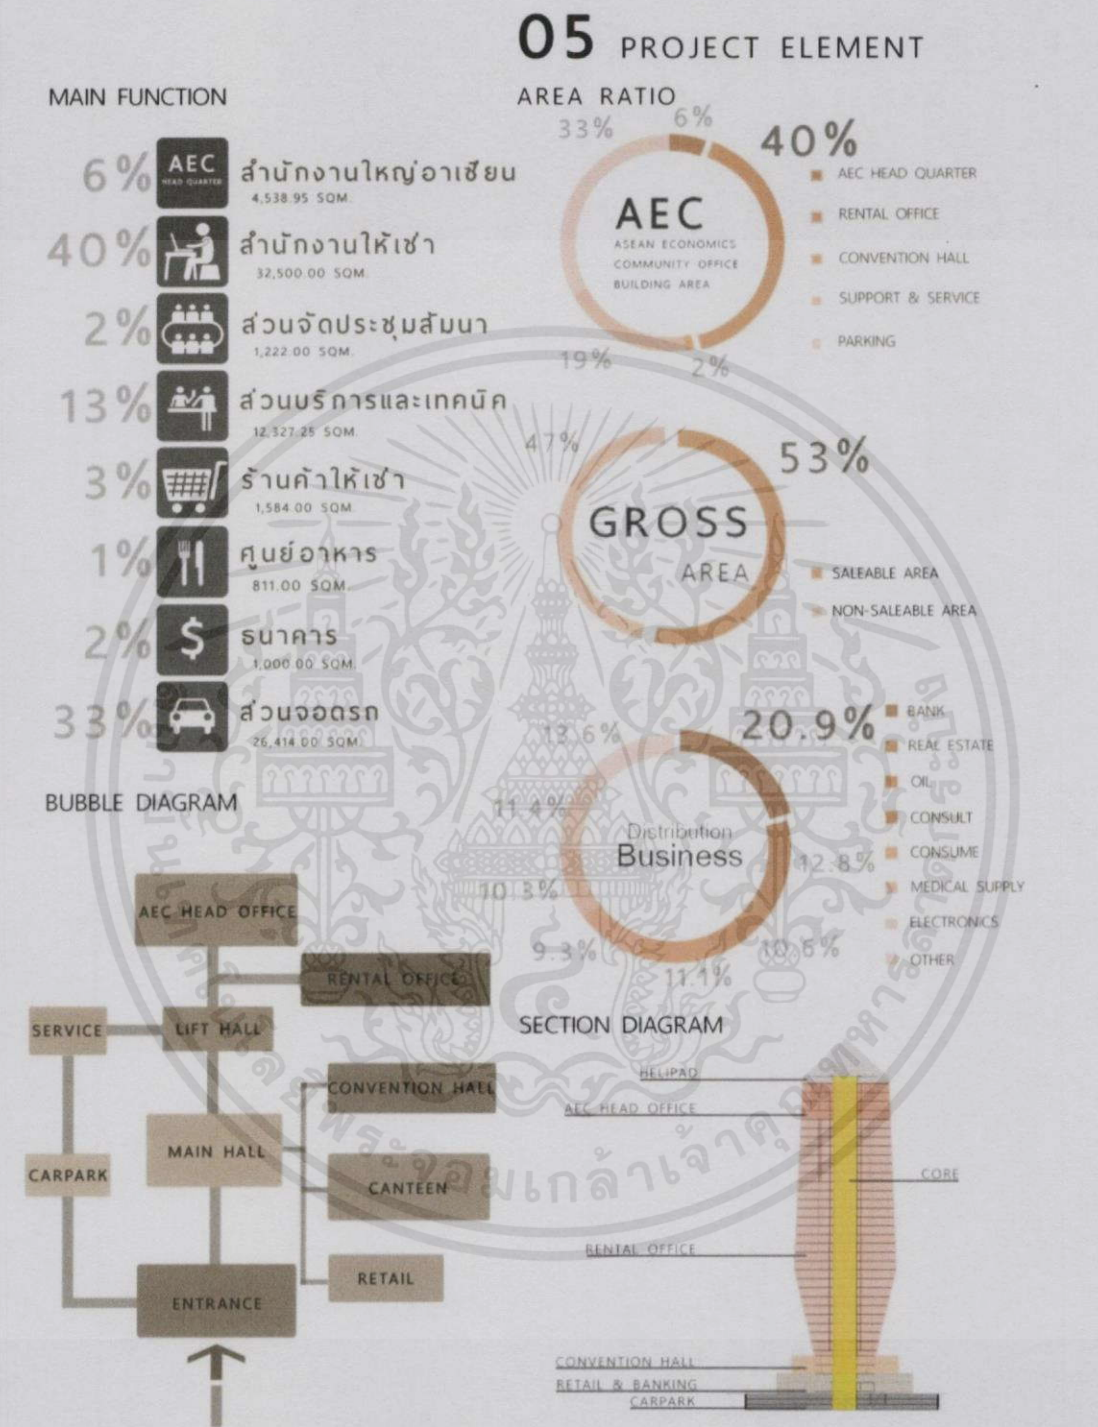 05 PROJECT ELEMENT
MAIN FUNCTION
6%
AEC
HEAD QUARTER
สำนักงานใหญ่อาเซียน
4,538.95 SQM.
40%
สำนักงานให้เช่า
32,500.00 SQM.
2%
ส่วนจัดประชุมสัมนา
1,222.00 SQM.
13%
ส่วนบริการและเทคนิค
12,327.25 SQM.
3%
ร้านค้าให้เช่า
1,584.00 SQM.
1%
ศูนย์อาหาร
811.00 SQM.
2%
$
ธนาคาร
1,000.00 SQM.
33%
ส่วนจอดรถ
26,414.00 SQM.
BUBBLE DIAGRAM
AEC HEAD OFFICE
RENTAL OFFICE
SERVICE
LIFT HALL
CONVENTION HALL
MAIN HALL
CARPARK
CANTEEN
RETAIL
ENTRANCE
AREA RATIO
33%
6%
40%
AEC
ASEAN ECONOMICS
COMMUNITY OFFICE
BUILDING AREA
19%
2%
AEC HEAD QUARTER
RENTAL OFFICE
CONVENTION HALL
SUPPORT & SERVICE
PARKING
47%
53%
GROSS
AREA
SALEABLE AREA
NON-SALEABLE AREA
13.6%
20.9%
11.4%
Distribution
Business
12.8%
10.3%
9.3%
11.1%
10.6%
BANK
REAL ESTATE
OIL
CONSULT
CONSUME
MEDICAL SUPPLY
ELECTRONICS
OTHER
SECTION DIAGRAM
HELIPAD
AEC HEAD OFFICE
CORE
RENTAL OFFICE
CONVENTION HALL
RETAIL & BANKING
CARPARK